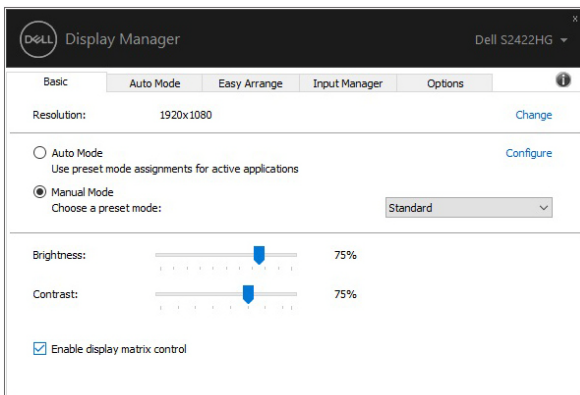 DELL Display Manager
Dell S2422HG
Basic Auto Mode Easy Arrange Input Manager Options
Resolution: 1920x1080 Change
Auto Mode Configure
Use preset mode assignments for active applications
Manual Mode
Choose a preset mode: Standard
Brightness: 75%
Contrast: 75%
Enable display matrix control